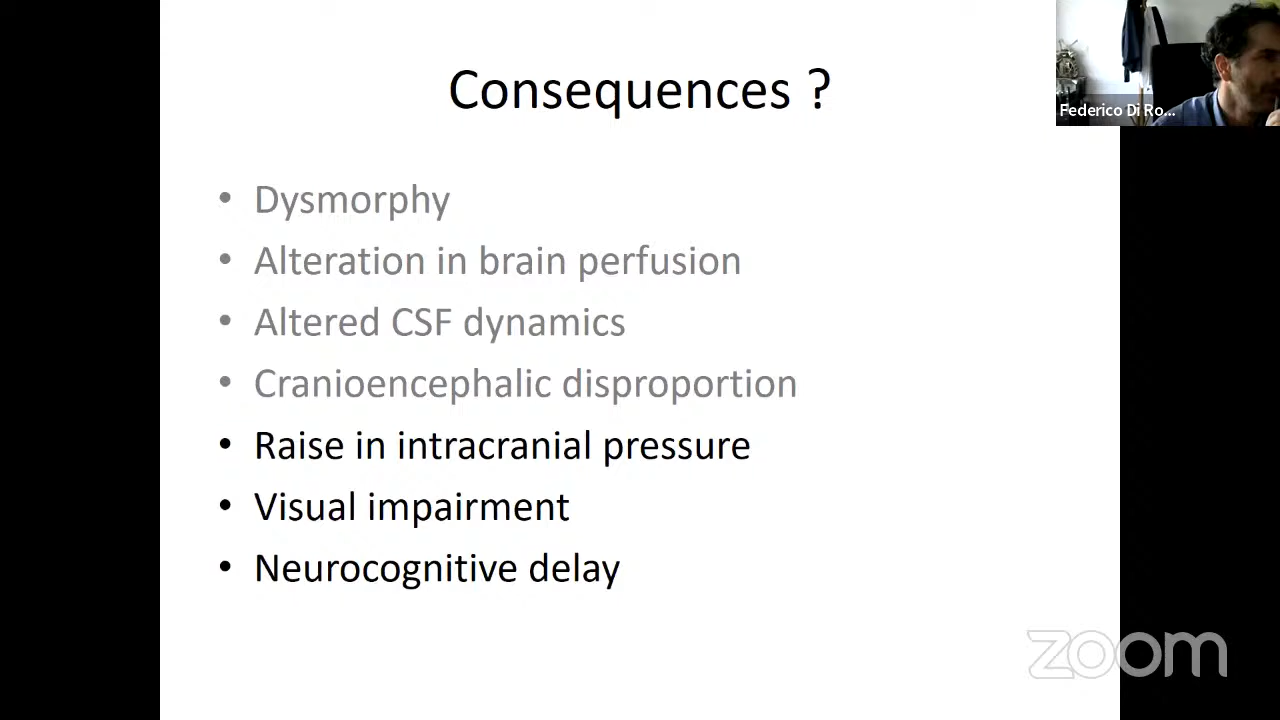 Consequences ?
Federico Di Ro...
• Dysmorphy
• Alteration in brain perfusion
• Altered CSF dynamics
• Cranioencephalic disproportion
• Raise in intracranial pressure
• Visual impairment
• Neurocognitive delay
zoom